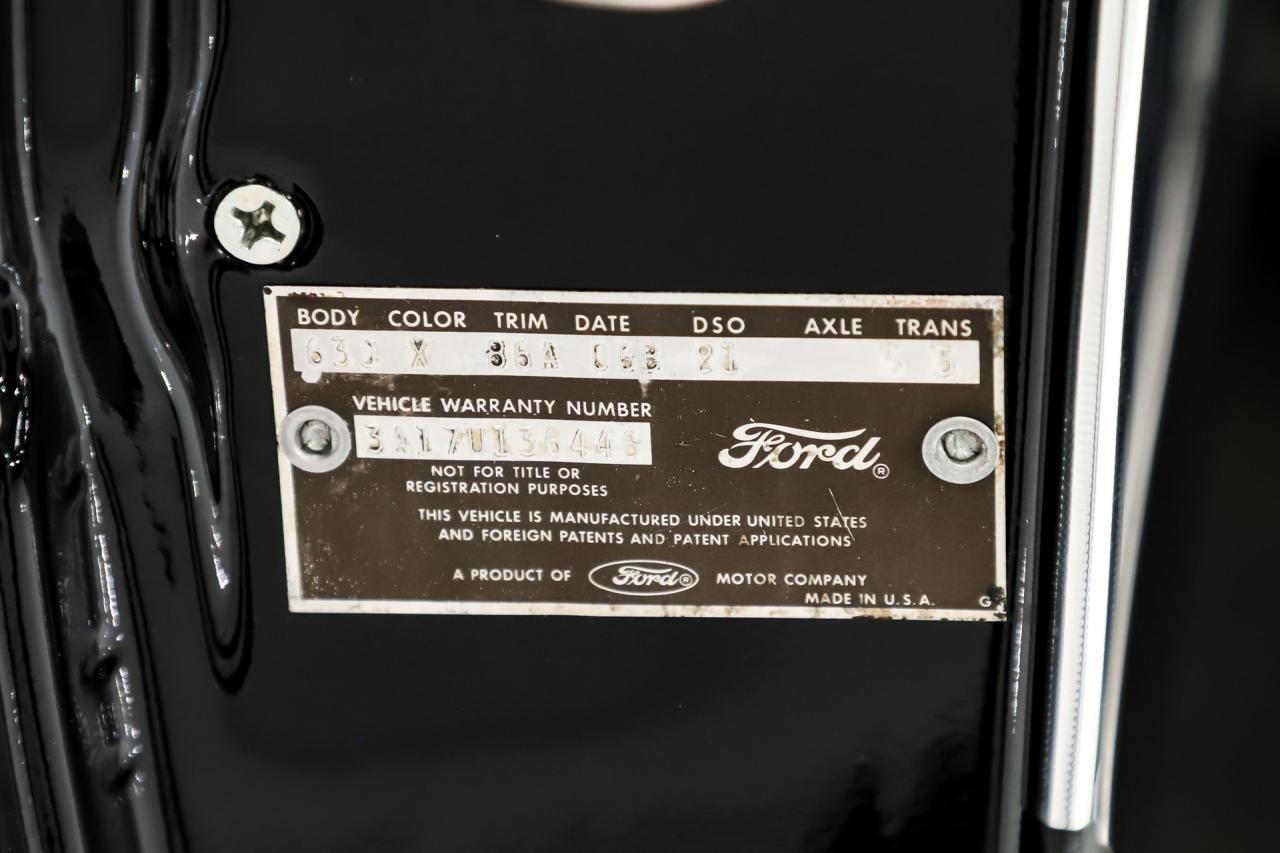 BODY COLOR TRIM DATE DSO AXLE TRANS
X 86A 06B 21 5
VEHICLE WARRANTY NUMBER
Ford®
NOT FOR TITLE OR
REGISTRATION PURPOSES
THIS VEHICLE IS MANUFACTURED UNDER UNITED STATES
AND FOREIGN PATENTS AND PATENT APPLICATIONS
A PRODUCT OF Ford® MOTOR COMPANY
MADE IN U.S.A. G